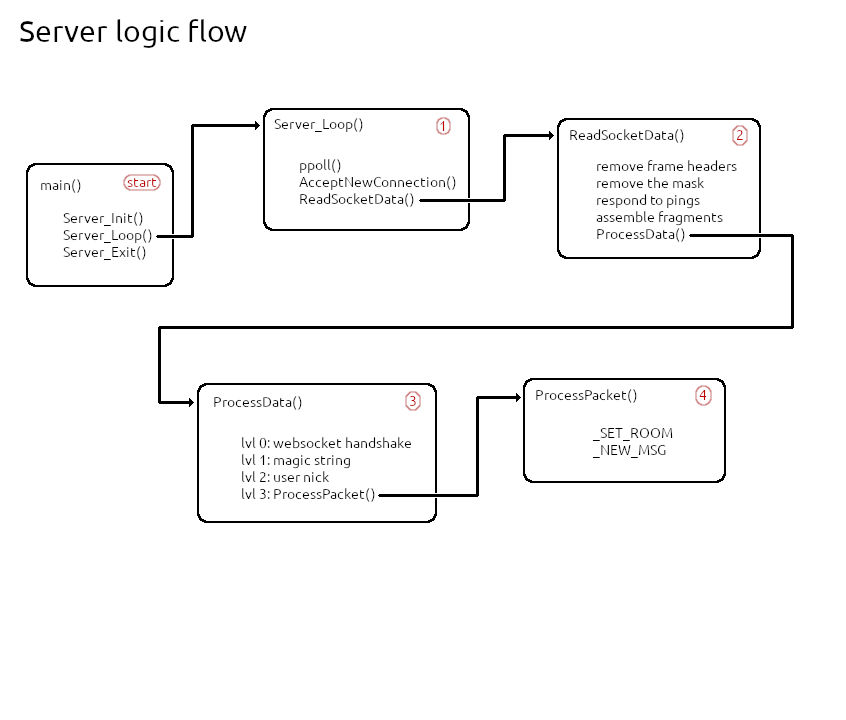 Server logic flow
main() start
Server_Init()
Server_Loop()
Server_Exit()
Server_Loop() 1
ppoll()
AcceptNewConnection()
ReadSocketData()
ReadSocketData() 2
remove frame headers
remove the mask
respond to pings
assemble fragments
ProcessData()
ProcessData() 3
lvl 0: websocket handshake
lvl 1: magic string
lvl 2: user nick
lvl 3: ProcessPacket()
ProcessPacket() 4
_SET_ROOM
_NEW_MSG